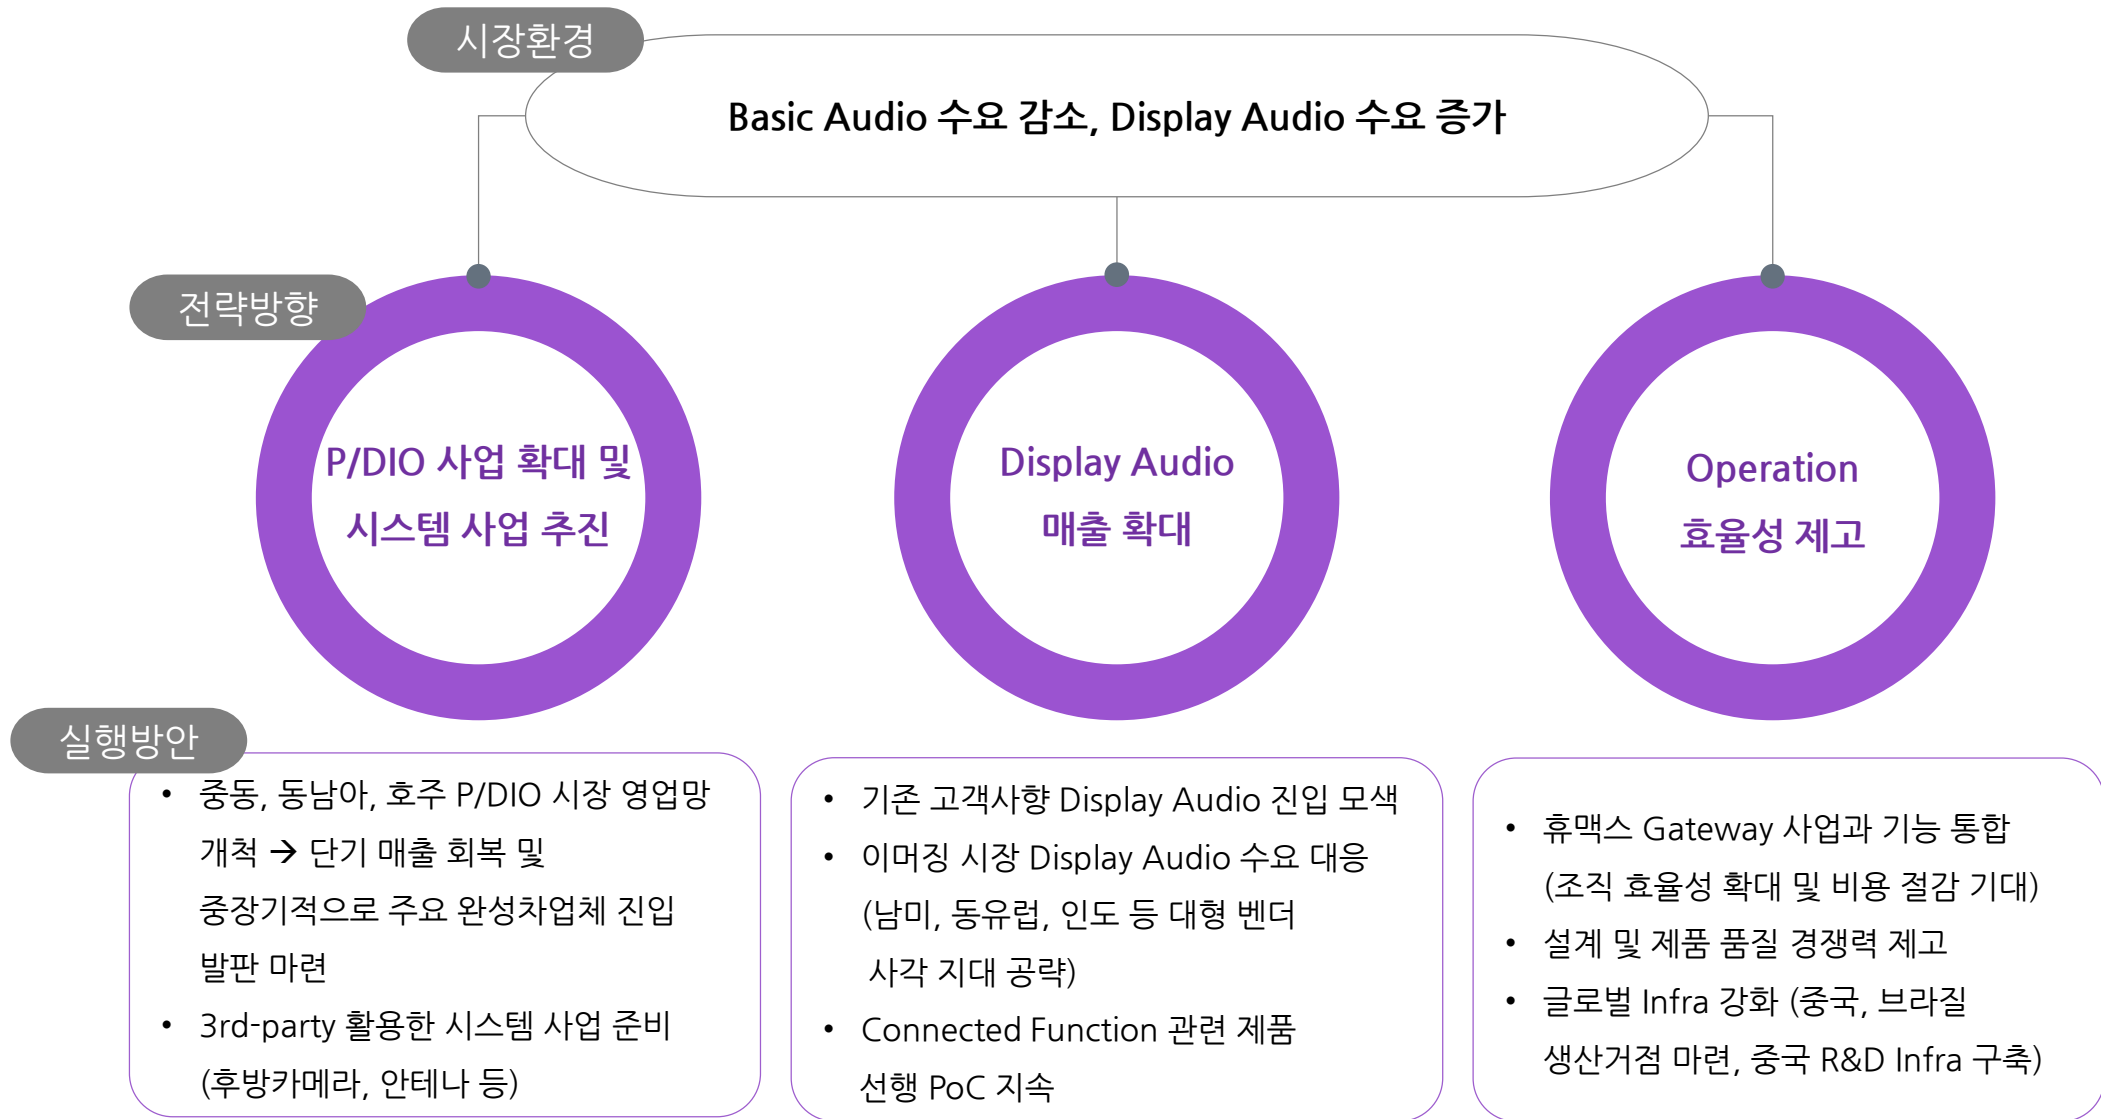 시장환경
Basic Audio 수요 감소, Display Audio 수요 증가
전략방향
P/DIO 사업 확대 및
시스템 사업 추진
Display Audio
매출 확대
Operation
효율성 제고
실행방안
• 중동, 동남아, 호주 P/DIO 시장 영업망
개척 → 단기 매출 회복 및
중장기적으로 주요 완성차업체 진입
발판 마련
• 3rd-party 활용한 시스템 사업 준비
(후방카메라, 안테나 등)
• 기존 고객사향 Display Audio 진입 모색
• 이머징 시장 Display Audio 수요 대응
(남미, 동유럽, 인도 등 대형 벤더
사각 지대 공략)
• Connected Function 관련 제품
선행 PoC 지속
• 휴맥스 Gateway 사업과 기능 통합
(조직 효율성 확대 및 비용 절감 기대)
• 설계 및 제품 품질 경쟁력 제고
• 글로벌 Infra 강화 (중국, 브라질
생산거점 마련, 중국 R&D Infra 구축)